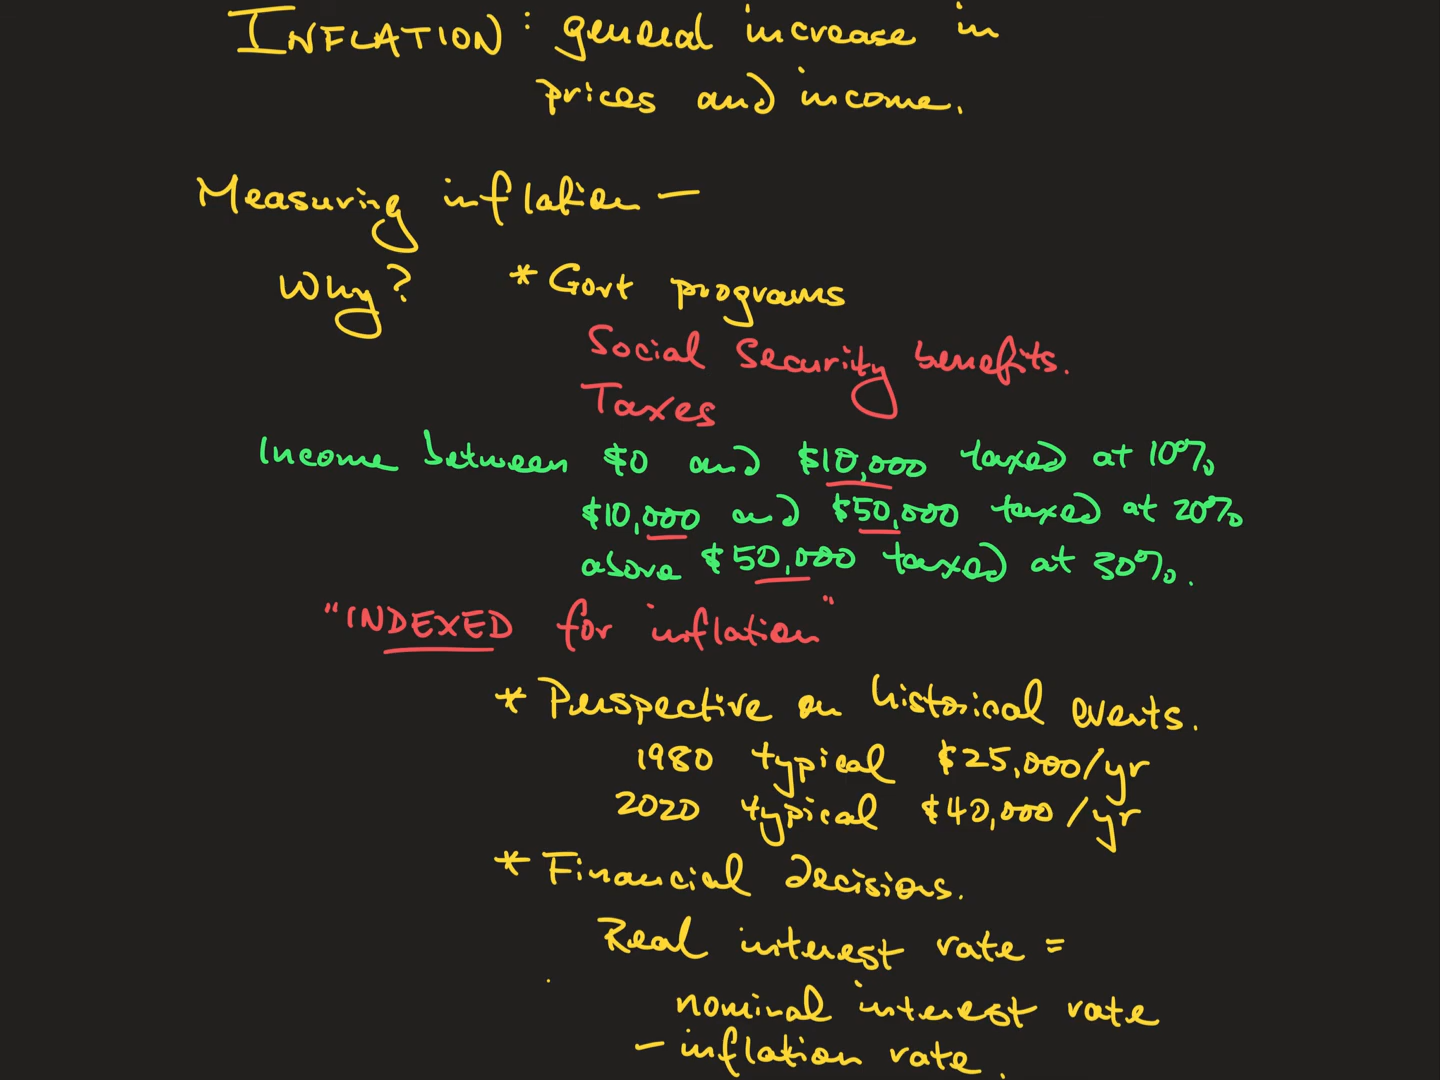 INFLATION: general increase in
prices and income.
Measuring inflation —
Why? * Govt programs
Social Security benefits.
Taxes
Income between $0 and $10,000 taxed at 10%
$10,000 and $50,000 taxed at 20%
above $50,000 taxed at 30%.
"INDEXED for inflation"
* Perspective on historical events.
1980 typical $25,000/yr
2020 typical $40,000/yr
* Financial decisions.
Real interest rate =
nominal interest rate
- inflation rate.